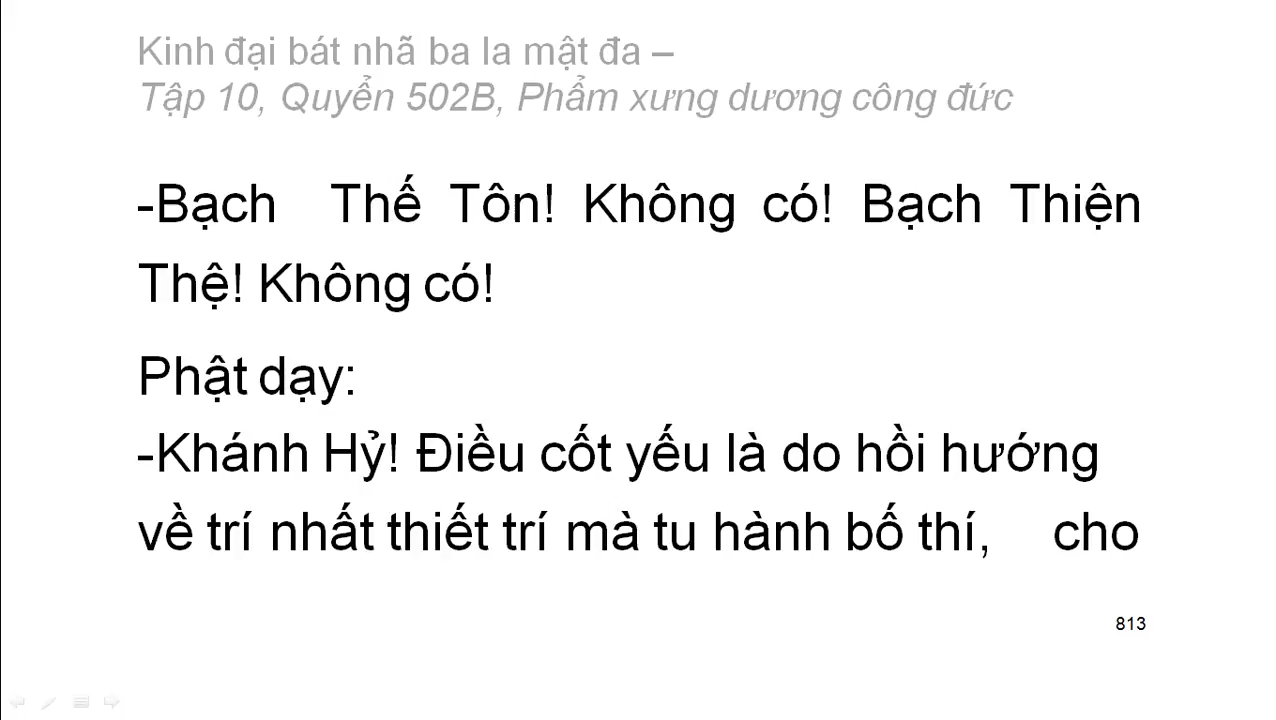 Kinh đại bát nhã ba la mật đa –
Tập 10, Quyển 502B, Phẩm xưng dương công đức
-Bạch Thế Tôn! Không có! Bạch Thiện
Thệ! Không có!
Phật dạy:
-Khánh Hỷ! Điều cốt yếu là do hồi hướng
về trí nhất thiết trí mà tu hành bố thí, cho
813